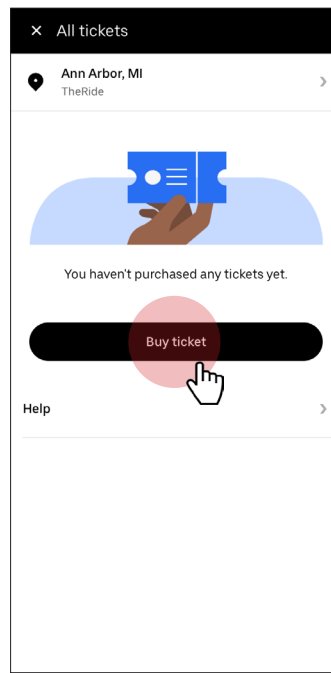 All tickets
Ann Arbor, MI
TheRide
You haven't purchased any tickets yet.
Buy ticket
Help